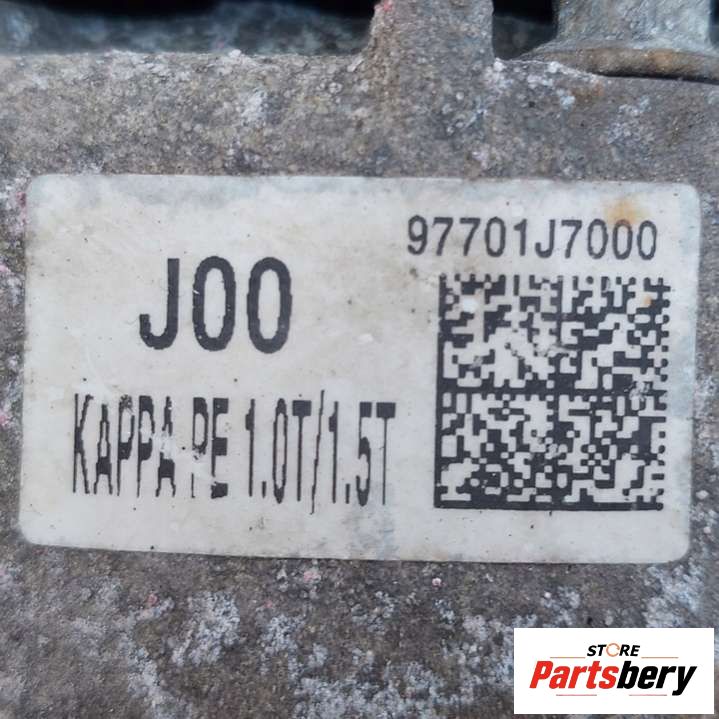 97701J7000
J00
KAPPA PE 1.0T/1.5T
STORE
Partsbery